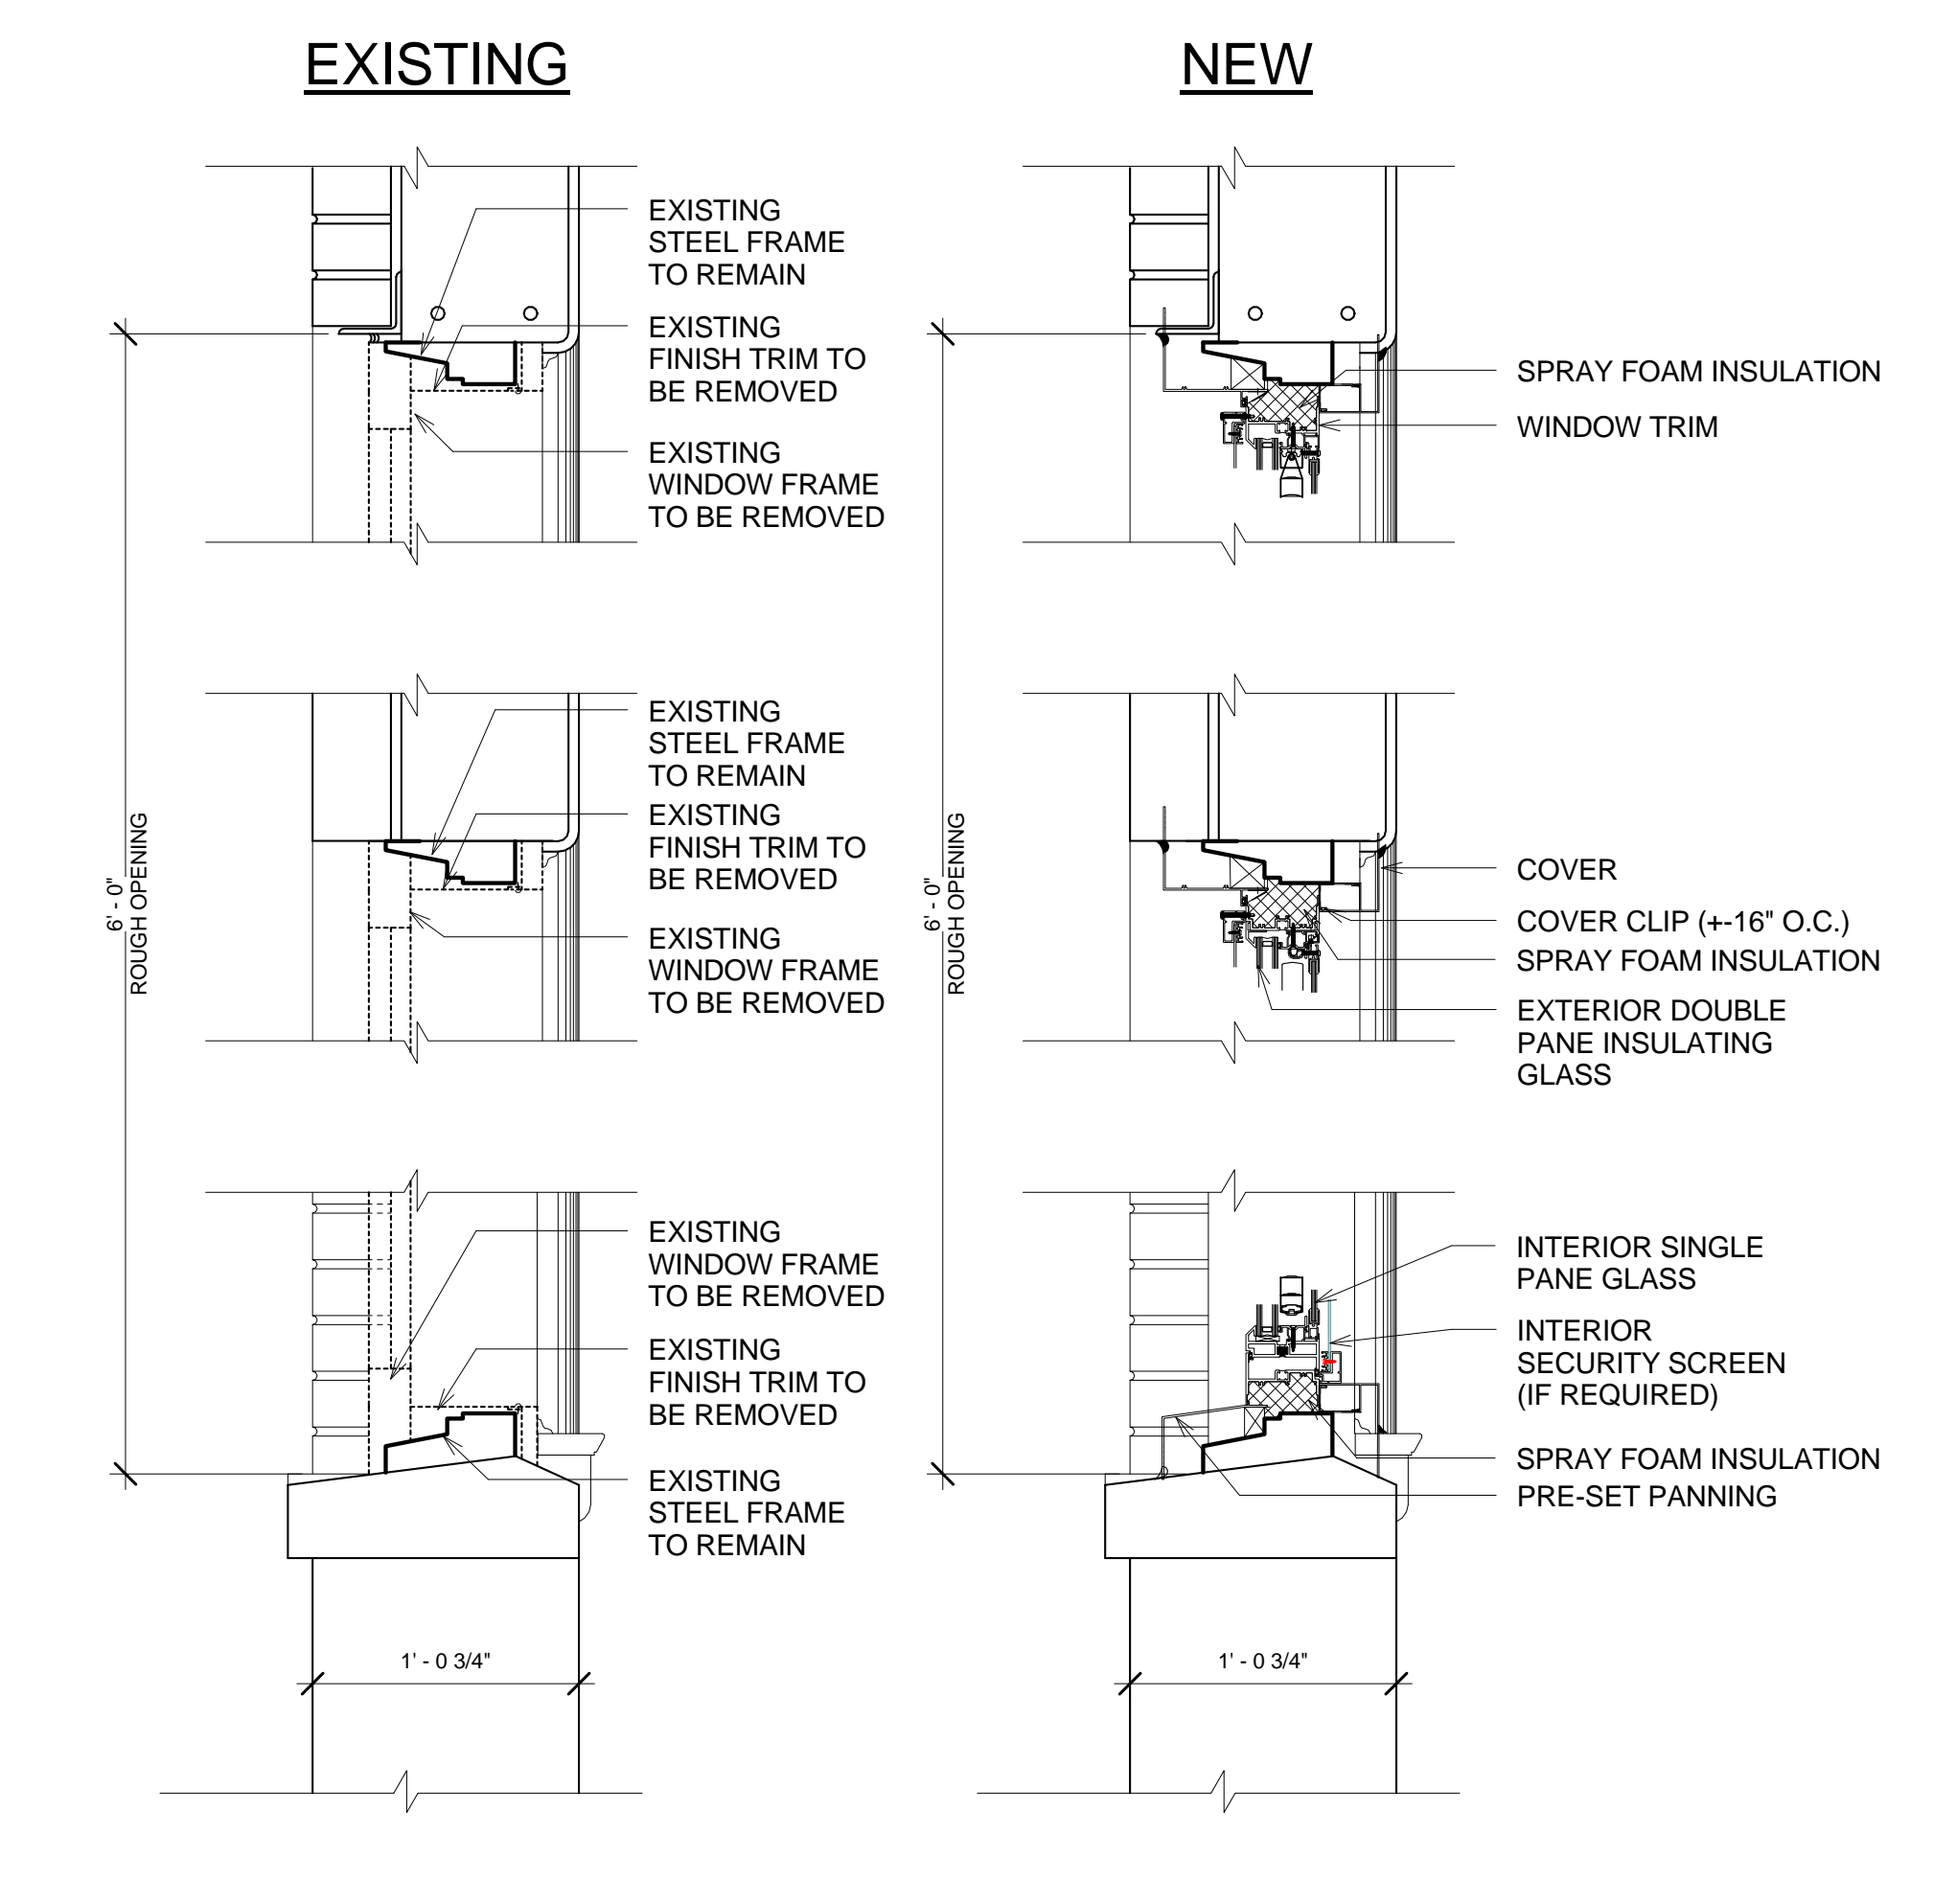 EXISTING
EXISTING
STEEL FRAME
TO REMAIN
EXISTING
FINISH TRIM TO
BE REMOVED
EXISTING
WINDOW FRAME
TO BE REMOVED
EXISTING
STEEL FRAME
TO REMAIN
EXISTING
FINISH TRIM TO
BE REMOVED
EXISTING
WINDOW FRAME
TO BE REMOVED
6' - 0"
ROUGH OPENING
EXISTING
WINDOW FRAME
TO BE REMOVED
EXISTING
FINISH TRIM TO
BE REMOVED
EXISTING
STEEL FRAME
TO REMAIN
1' - 0 3/4"
NEW
SPRAY FOAM INSULATION
WINDOW TRIM
6' - 0"
ROUGH OPENING
COVER
COVER CLIP (+-16" O.C.)
SPRAY FOAM INSULATION
EXTERIOR DOUBLE
PANE INSULATING
GLASS
INTERIOR SINGLE
PANE GLASS
INTERIOR
SECURITY SCREEN
(IF REQUIRED)
SPRAY FOAM INSULATION
PRE-SET PANNING
1' - 0 3/4"